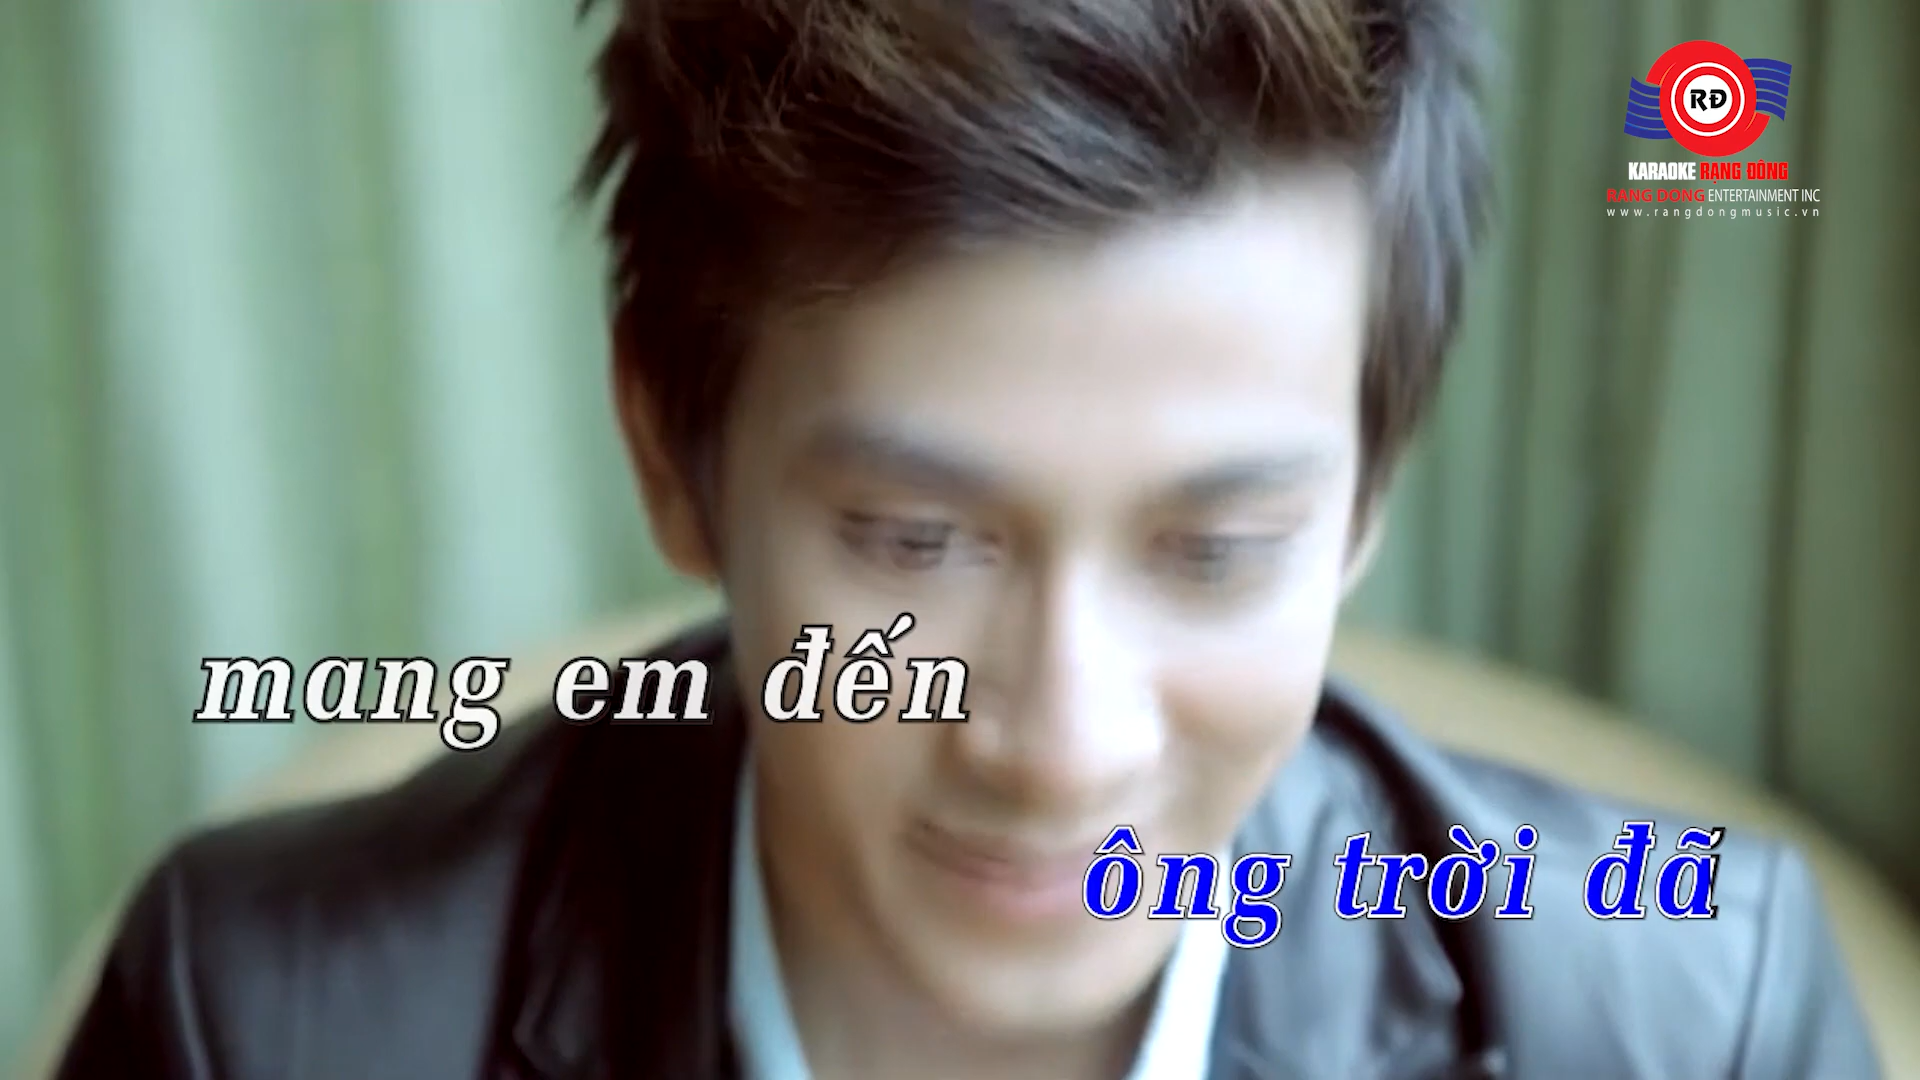 RĐ
KARAOKE RẠNG ĐÔNG
RANG DONG ENTERTAINMENT INC
www.rangdongmusic.vn
mang em đến
ông trời đã